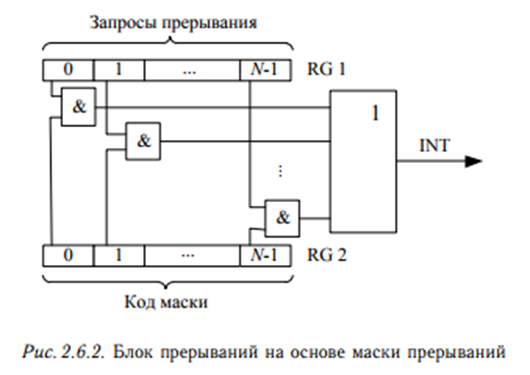 Запросы прерывания
0 1 ... N-1 RG 1
&
1
&
INT
...
&
0 1 ... N-1 RG 2
Код маски
Рис. 2.6.2. Блок прерываний на основе маски прерываний